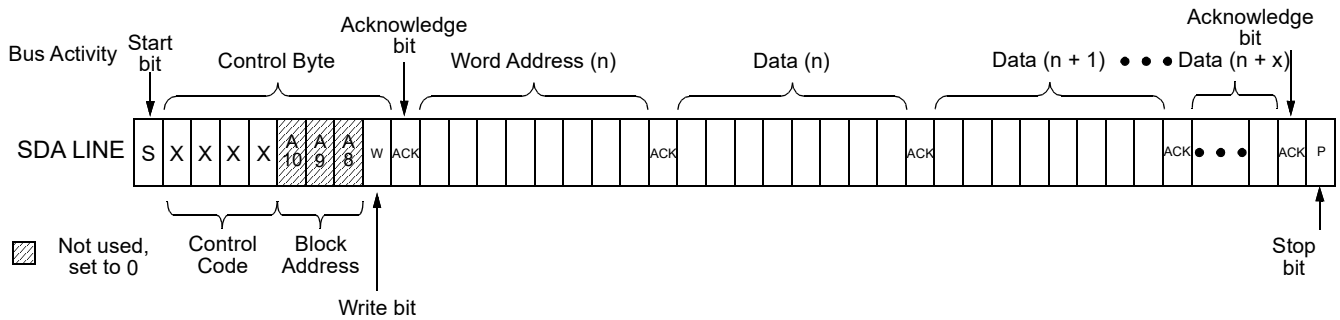 Bus Activity
Start
bit
Control Byte
Acknowledge
bit
Word Address (n)
Data (n)
Data (n + 1) • • • Data (n + x)
Acknowledge
bit
SDA LINE
S X X X X A 10 A 9 A 8 W ACK ACK ACK ACK • • • ACK P
Not used,
set to 0
Control
Code
Block
Address
Write bit
Stop
bit